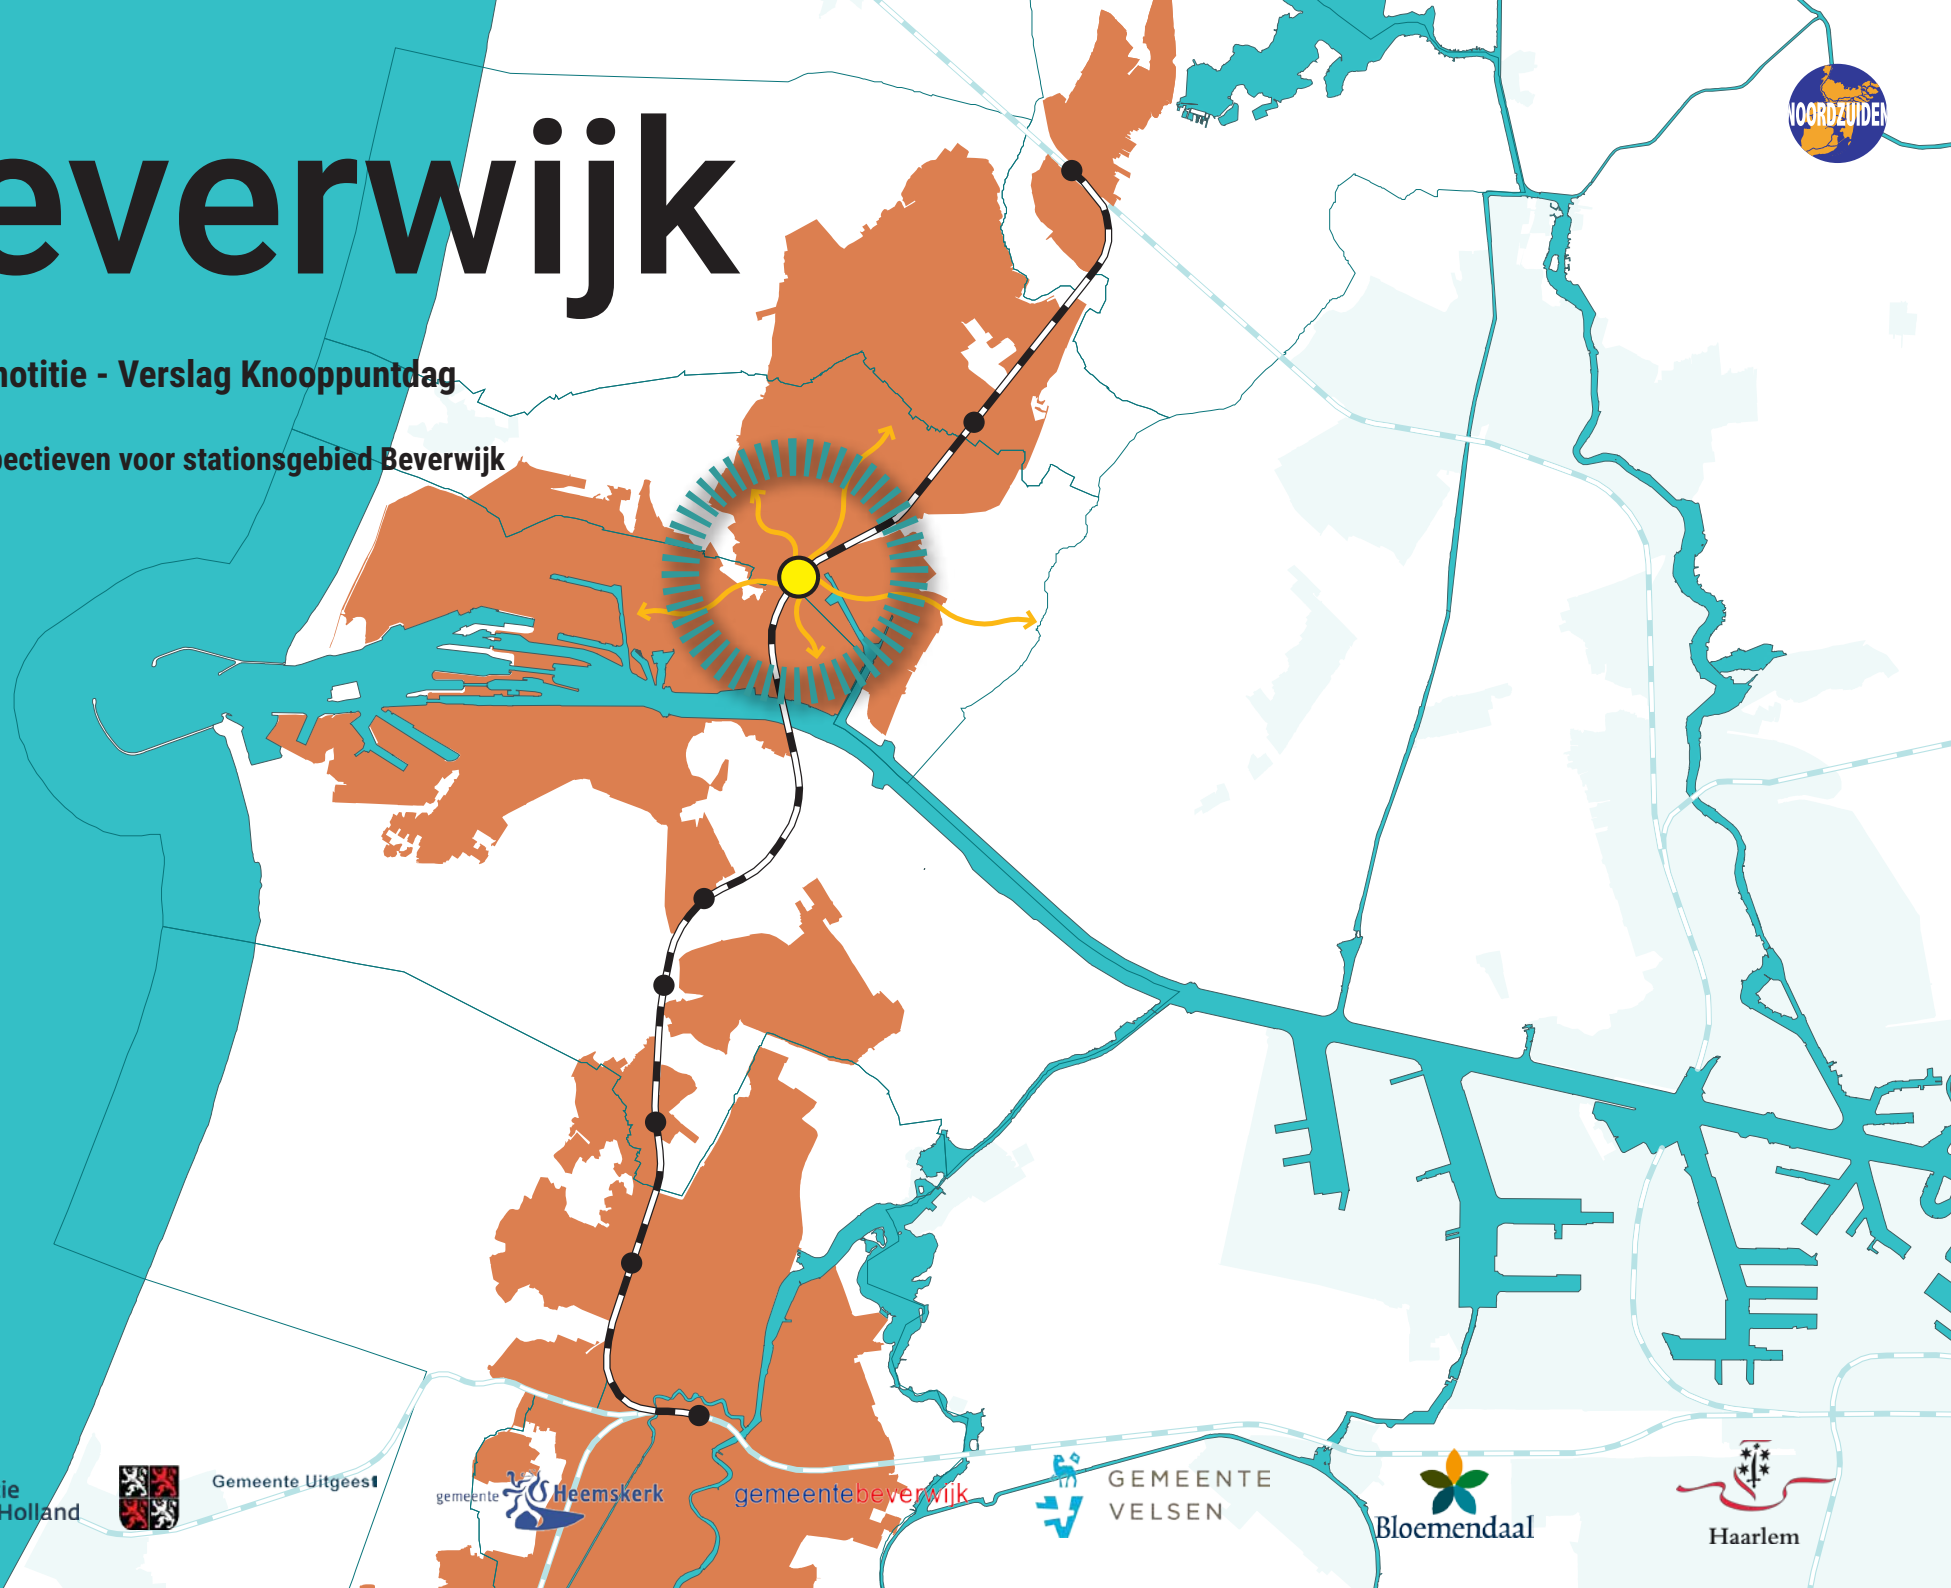 everwijk
NOORDZUIDEN
notitie - Verslag Knooppuntdag
pectieven voor stationsgebied Beverwijk
ie
Holland
Gemeente Uitgeest
gemeente Heemskerk
gemeentebeverwijk
GEMEENTE
VELSEN
Bloemendaal
Haarlem